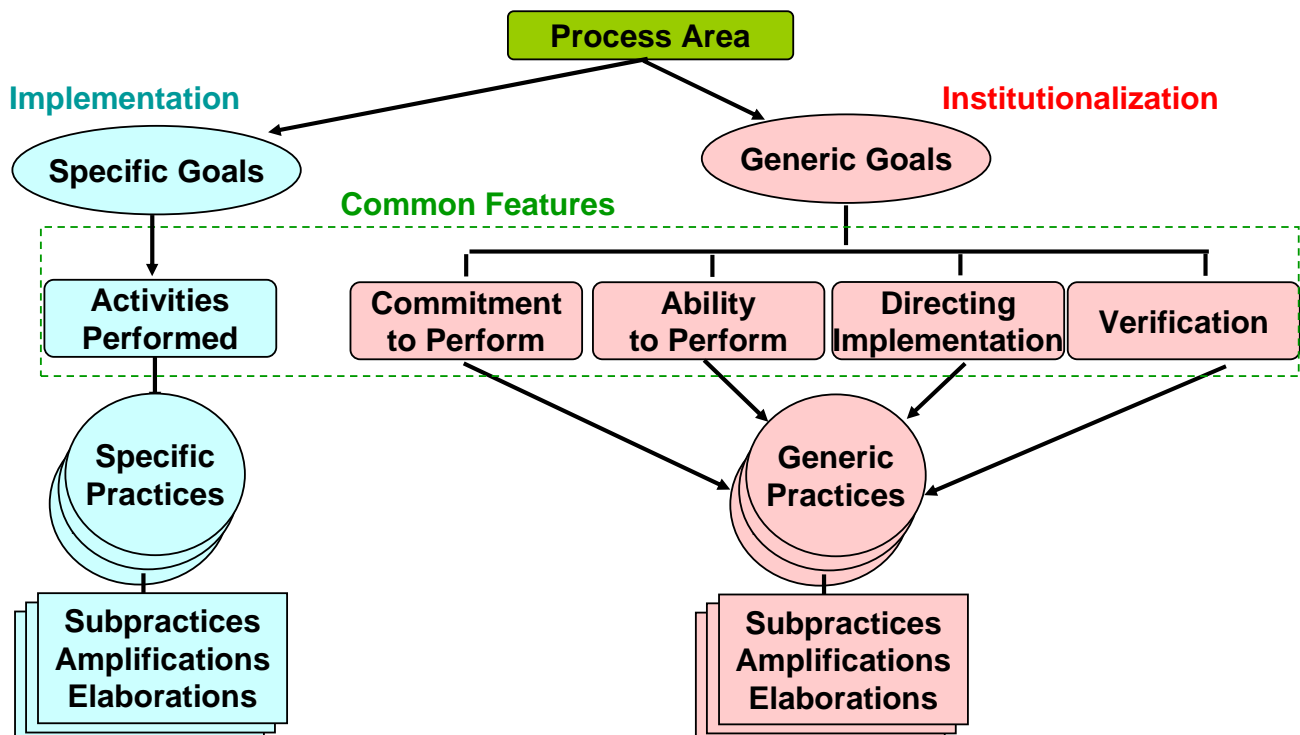 Process Area
Implementation
Institutionalization
Specific Goals
Generic Goals
Common Features
Activities
Performed
Commitment
to Perform
Ability
to Perform
Directing
Implementation
Verification
Specific
Practices
Generic
Practices
Subpractices
Amplifications
Elaborations
Subpractices
Amplifications
Elaborations